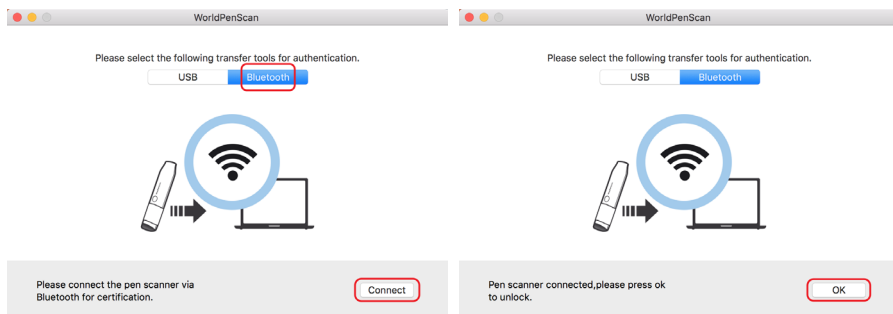 WorldPenScan
Please select the following transfer tools for authentication.
USB
Bluetooth
Please connect the pen scanner via
Bluetooth for certification.
Connect
WorldPenScan
Please select the following transfer tools for authentication.
USB
Bluetooth
Pen scanner connected,please press ok
to unlock.
OK